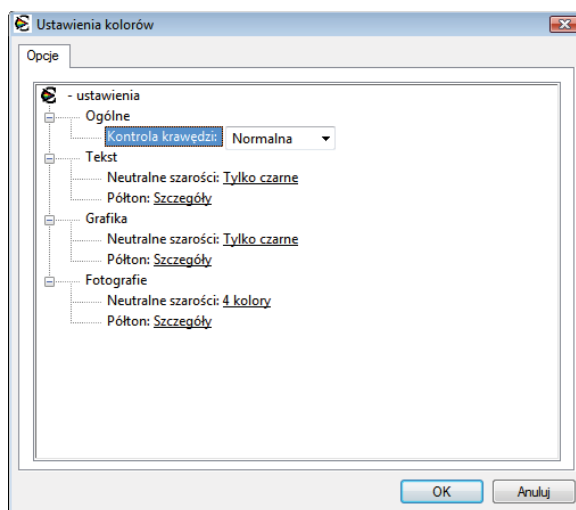 Ustawienia kolorów
Opcje
- ustawienia
Ogólne
Kontrola krawędzi: Normalna
Tekst
Neutralne szarości: Tylko czarne
Półton: Szczegóły
Grafika
Neutralne szarości: Tylko czarne
Półton: Szczegóły
Fotografie
Neutralne szarości: 4 kolory
Półton: Szczegóły
OK Anuluj